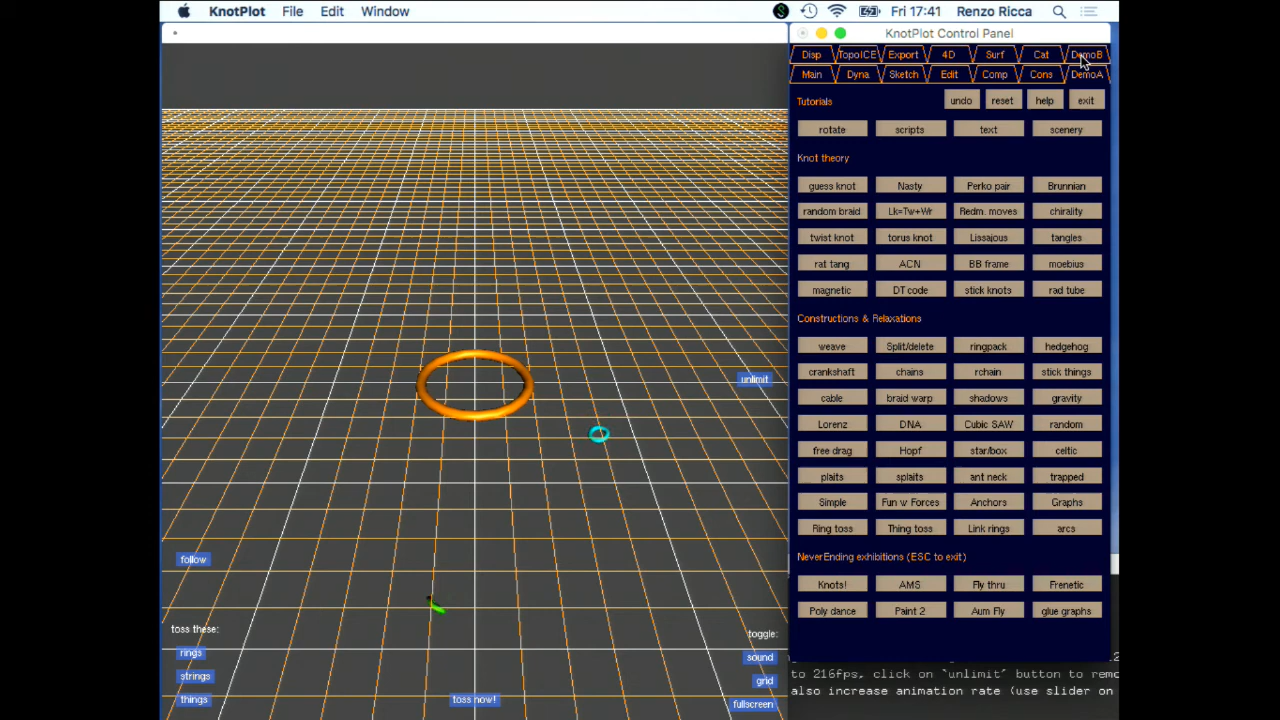 KnotPlot File Edit Window Fri 17:41 Renzo Ricca
KnotPlot Control Panel
Disp TopoICE Export 4D Surf Cat DemoB
Main Dyna Sketch Edit Comp Cons DemoA
Tutorials undo reset help exit
rotate scripts text scenery
Knot theory
guess knot Nasty Perko pair Brunnian
random braid Lk=Tw+Wr Redm. moves chirality
twist knot torus knot Lissajous tangles
rat tang ACN BB frame moebius
magnetic DT code stick knots rad tube
Constructions & Relaxations
weave Split/delete ringpack hedgehog
crankshaft chains rchain stick things
cable braid warp shadows gravity
Lorenz DNA Cubic SAW random
free drag Hopf star/box celtic
plaits splaits ant neck trapped
Simple Fun w Forces Anchors Graphs
Ring toss Thing toss Link rings arcs
NeverEnding exhibitions (ESC to exit)
Knots! AMS Fly thru Frenetic
Poly dance Paint 2 Aum Fly glue graphs
unlimit
follow
toss these:
rings
strings
things
toss now!
toggle:
sound
grid
fullscreen
to 216fps, click on `unlimit" button to remo
also increase animation rate (use slider on